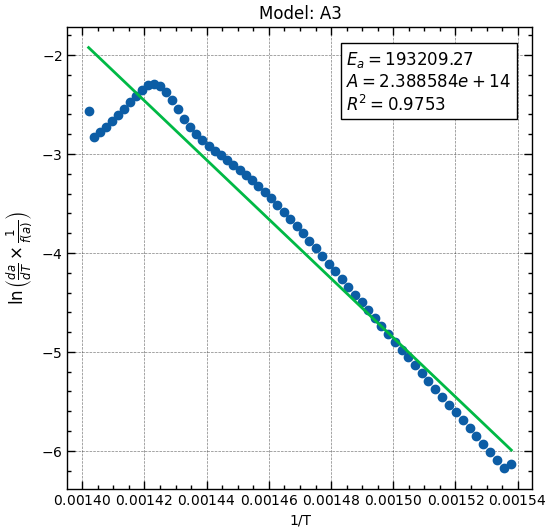 Model: A3
E_a = 193209.27
A = 2.388584e + 14
R^2 = 0.9753
ln (da/dT × 1/f(a))
−2
−3
−4
−5
−6
0.00140 0.00142 0.00144 0.00146 0.00148 0.00150 0.00152 0.00154
1/T